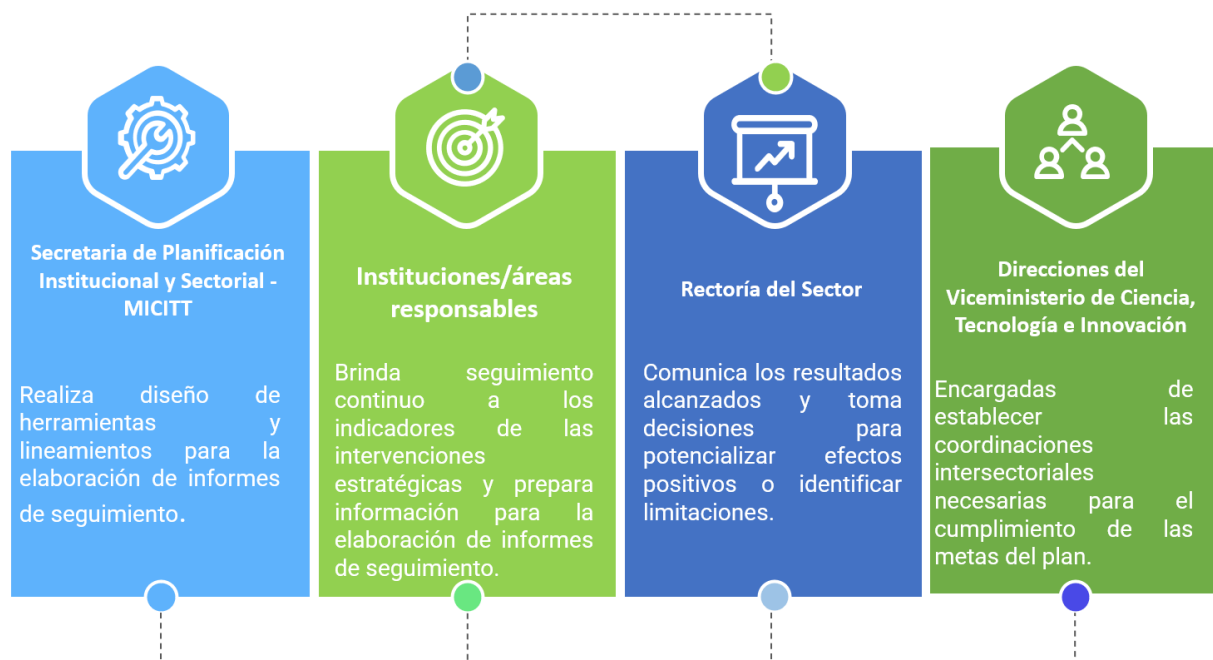 Secretaria de Planificación
Institucional y Sectorial -
MICITT
Realiza diseño de
herramientas y
lineamientos para la
elaboración de informes
de seguimiento.
Instituciones/áreas
responsables
Brinda seguimiento
continuo a los
indicadores de las
intervenciones
estratégicas y prepara
información para la
elaboración de informes
de seguimiento.
Rectoría del Sector
Comunica los resultados
alcanzados y toma
decisiones para
potencializar efectos
positivos o identificar
limitaciones.
Direcciones del
Viceministerio de Ciencia,
Tecnología e Innovación
Encargadas de
establecer las
coordinaciones
intersectoriales
necesarias para el
cumplimiento de las
metas del plan.